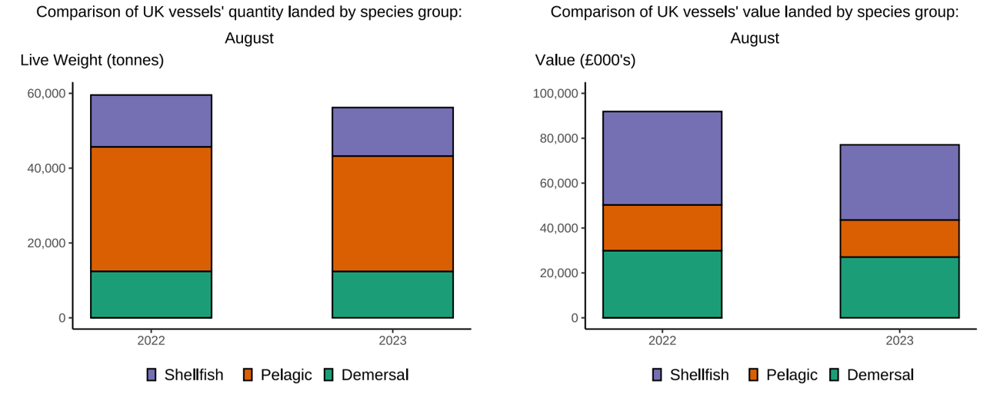 Comparison of UK vessels' quantity landed by species group:
August
Live Weight (tonnes)
60,000
40,000
20,000
0
2022 2023
Shellfish Pelagic Demersal
Comparison of UK vessels' value landed by species group:
August
Value (£000's)
100,000
80,000
60,000
40,000
20,000
0
2022 2023
Shellfish Pelagic Demersal